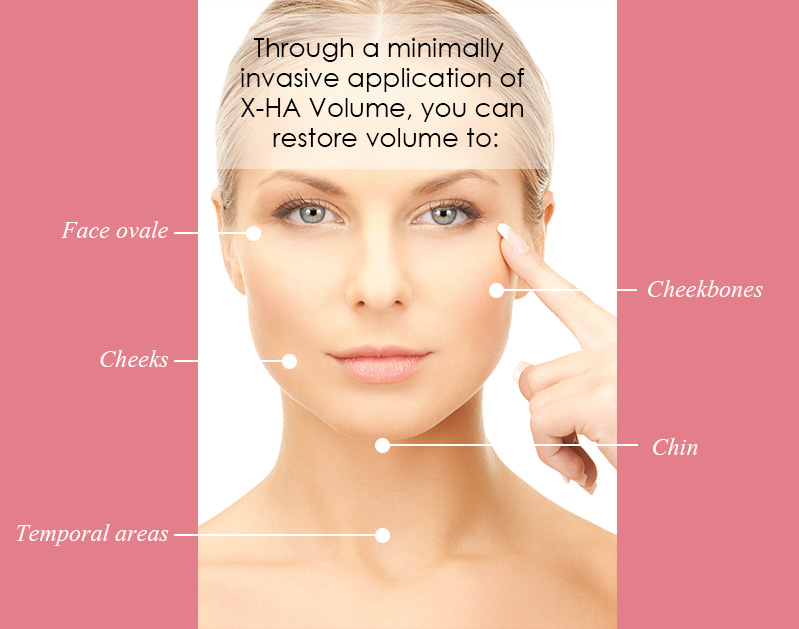 Through a minimally
invasive application of
X-HA Volume, you can
restore volume to:
Face ovale
Cheekbones
Cheeks
Chin
Temporal areas